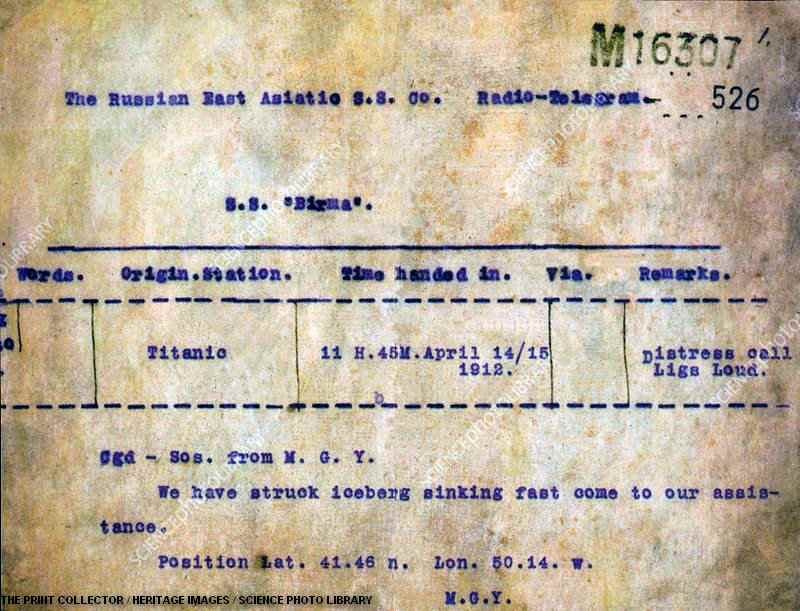 M16307
The Russian East Asiatic S.S. Co. Radio-Telegram.
526
S.S. "Birma".
Words. Origin.Station. Time handed in. Via. Remarks.
Titanic 11 H.45M.April 14/15 Distress call
1912. Ligs Loud.
Cgd - Sos. from M. G. Y.
We have struck iceberg sinking fast come to our assis-
tance.
Position Lat. 41.46 n. Lon. 50.14. w.
M.G.Y.
THE PRINT COLLECTOR / HERITAGE IMAGES / SCIENCE PHOTO LIBRARY